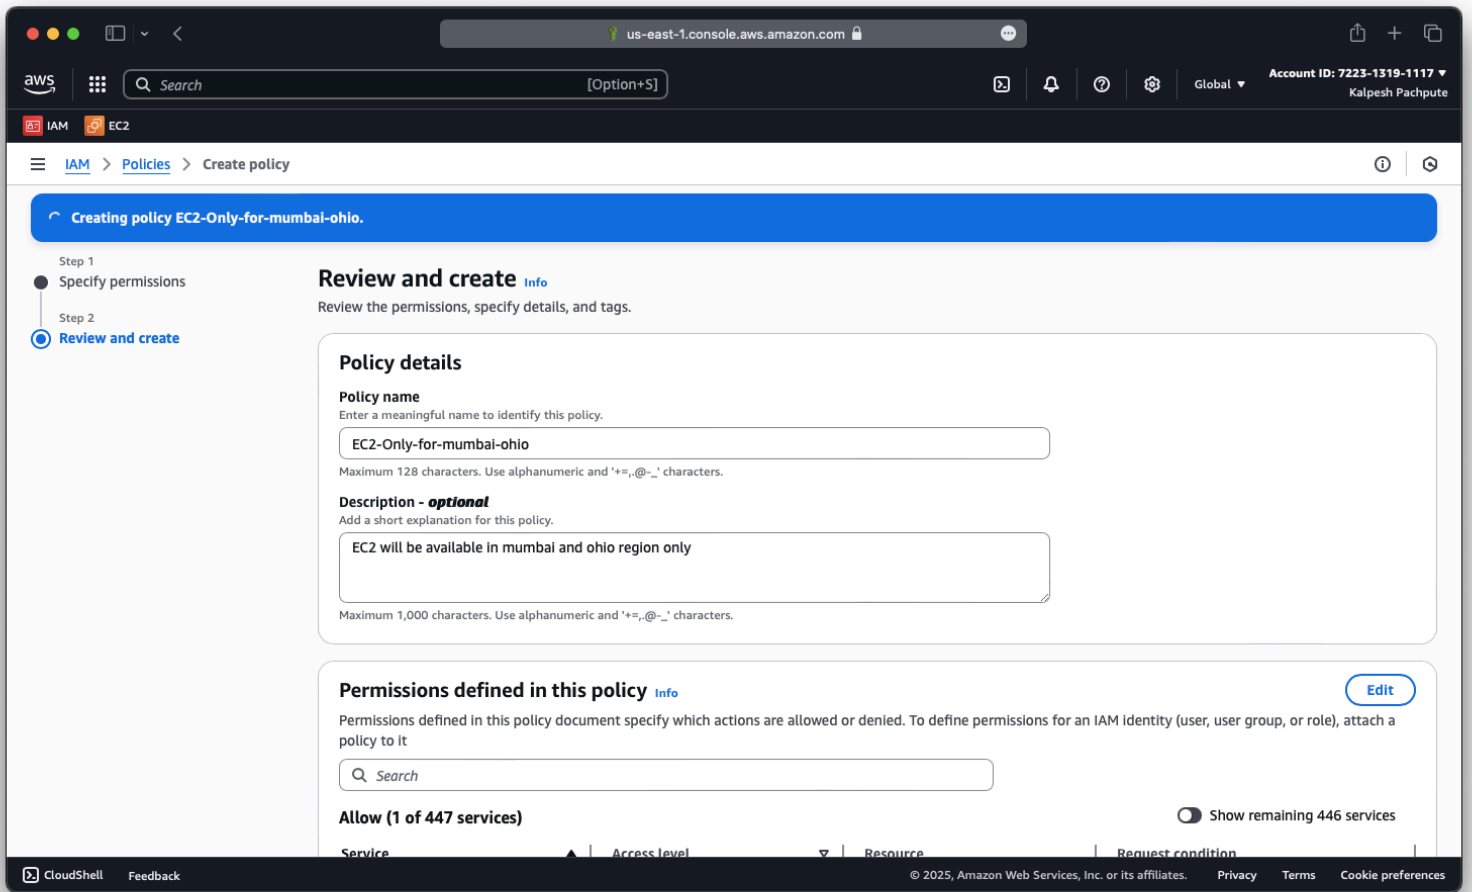 us-east-1.console.aws.amazon.com
aws
Search
[Option+S]
Global
Account ID: 7223-1319-1117
Kalpesh Pachpute
IAM
EC2
IAM
Policies
Create policy
Creating policy EC2-Only-for-mumbai-ohio.
Step 1
Specify permissions
Step 2
Review and create
Review and create Info
Review the permissions, specify details, and tags.
Policy details
Policy name
Enter a meaningful name to identify this policy.
EC2-Only-for-mumbai-ohio
Maximum 128 characters. Use alphanumeric and '+=,.@-_' characters.
Description - optional
Add a short explanation for this policy.
EC2 will be available in mumbai and ohio region only
Maximum 1,000 characters. Use alphanumeric and '+=,.@-_' characters.
Permissions defined in this policy Info
Edit
Permissions defined in this policy document specify which actions are allowed or denied. To define permissions for an IAM identity (user, user group, or role), attach a
policy to it
Search
Allow (1 of 447 services)
Show remaining 446 services
Service
Access level
Resource
Request condition
CloudShell
Feedback
© 2025, Amazon Web Services, Inc. or its affiliates.
Privacy
Terms
Cookie preferences